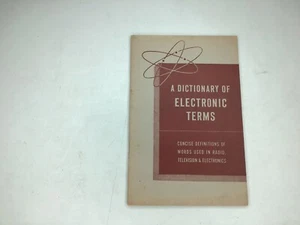 A DICTIONARY OF
ELECTRONIC
TERMS
CONCISE DEFINITIONS OF
WORDS USED IN RADIO,
TELEVISION & ELECTRONICS